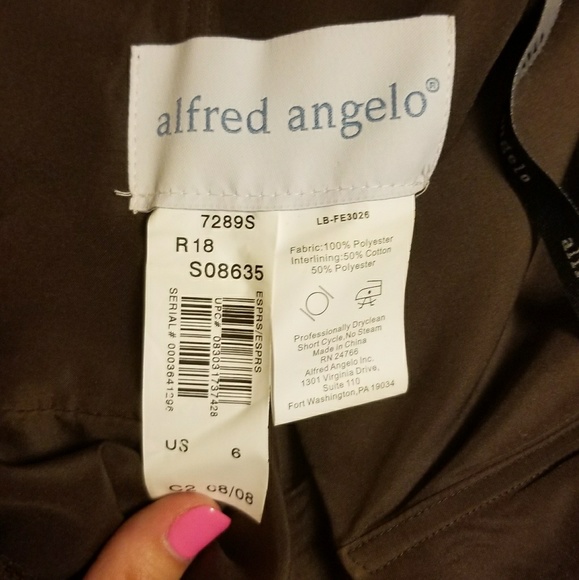 alfred angelo®
7289S
R18
S08635
ESPRS/ESPRS
UPC# 083031737428
SERIAL# 0003641296
US 6
C2 08/08
LB-FE3026
Fabric:100% Polyester
Interlining:50% Cotton
50% Polyester
Professionally Dryclean
Short Cycle,No Steam
Made in China
RN 24766
Alfred Angelo Inc.
1301 Virginia Drive,
Suite 110
Fort Washington,PA 19034